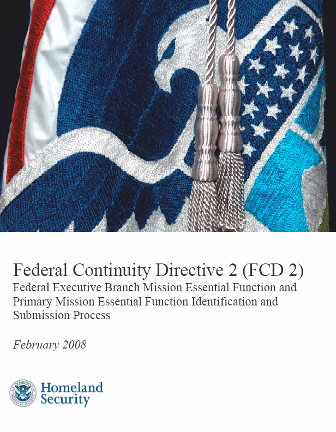 Federal Continuity Directive 2 (FCD 2)
Federal Executive Branch Mission Essential Function and
Primary Mission Essential Function Identification and
Submission Process
February 2008
Homeland
Security